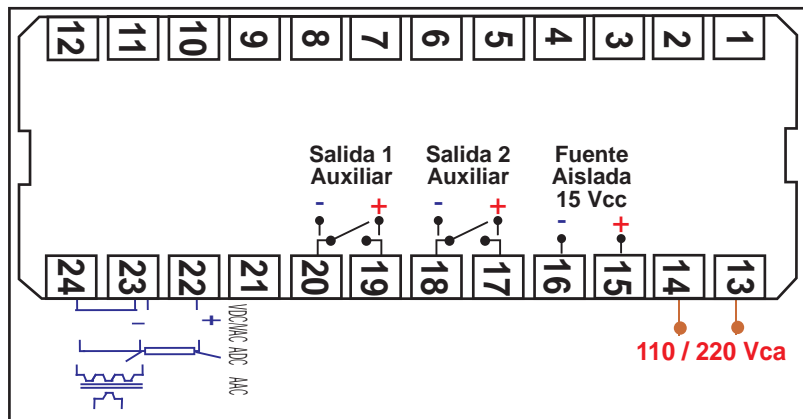 12 11 10 9 8 7 6 5 4 3 2 1
Salida 1
Auxiliar
Salida 2
Auxiliar
Fuente
Aislada
15 Vcc
- + - + - +
24 23 22 21 20 19 18 17 16 15 14 13
- +
VDC/VAC
ADC
AAC
110 / 220 Vca